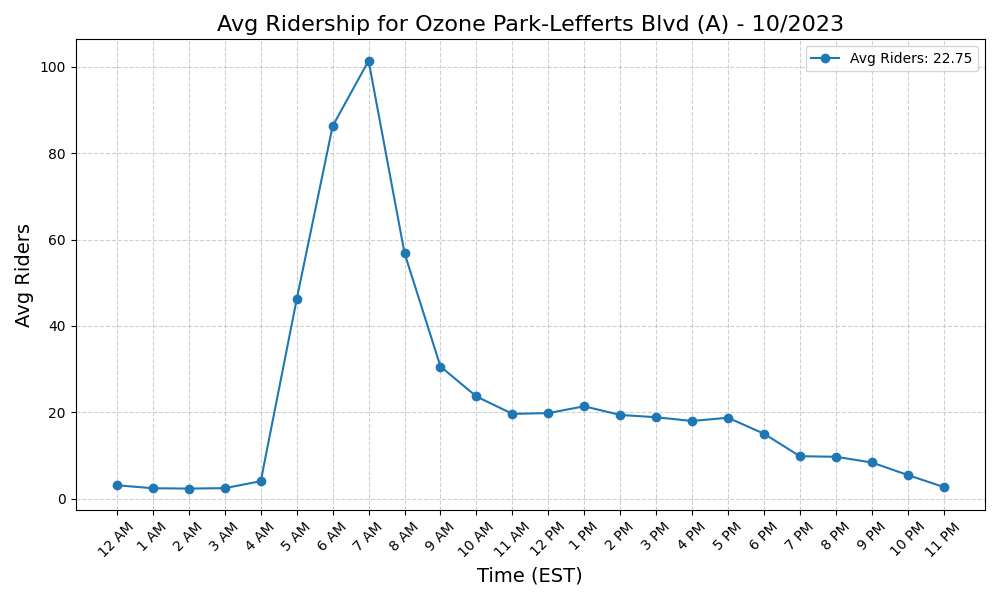 Avg Ridership for Ozone Park-Lefferts Blvd (A) - 10/2023
Avg Riders: 22.75
Avg Riders
100
80
60
40
20
0
12 AM
1 AM
2 AM
3 AM
4 AM
5 AM
6 AM
7 AM
8 AM
9 AM
10 AM
11 AM
12 PM
1 PM
2 PM
3 PM
4 PM
5 PM
6 PM
7 PM
8 PM
9 PM
10 PM
11 PM
Time (EST)